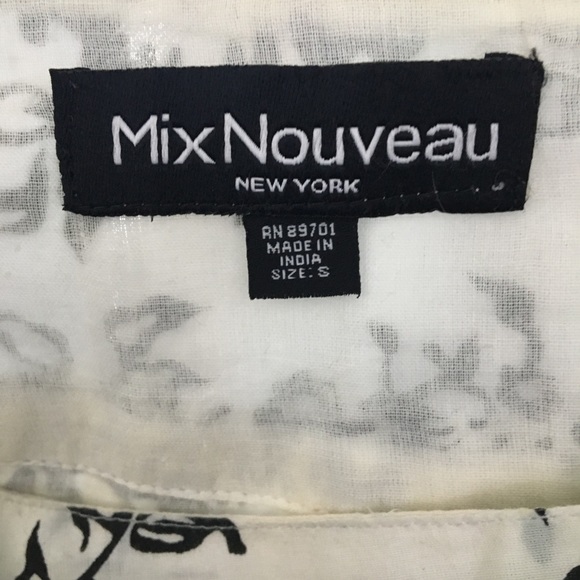 Mix Nouveau
NEW YORK
RN 89701
MADE IN
INDIA
SIZE: S